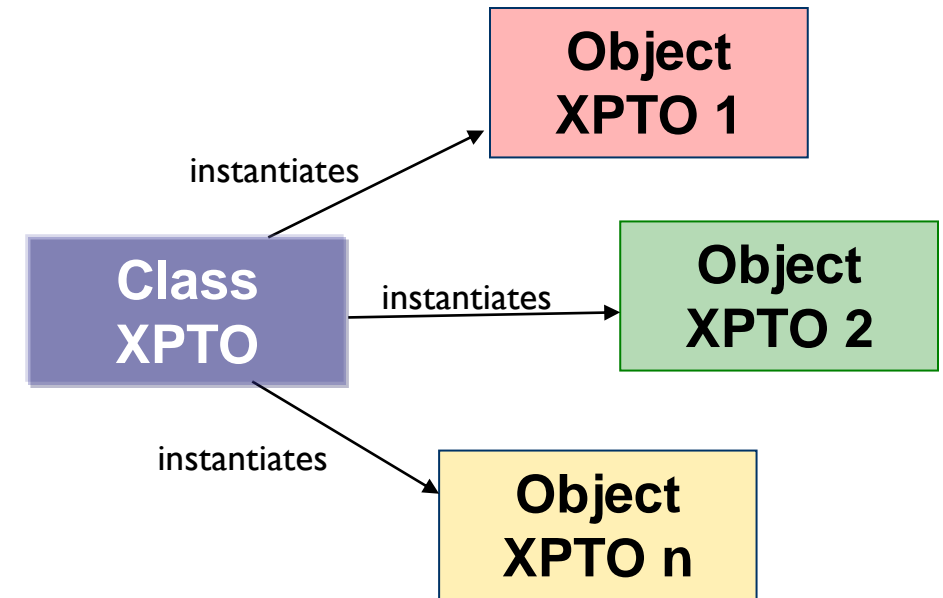 Object
XPTO 1
instantiates
Class
XPTO
instantiates
Object
XPTO 2
instantiates
Object
XPTO n